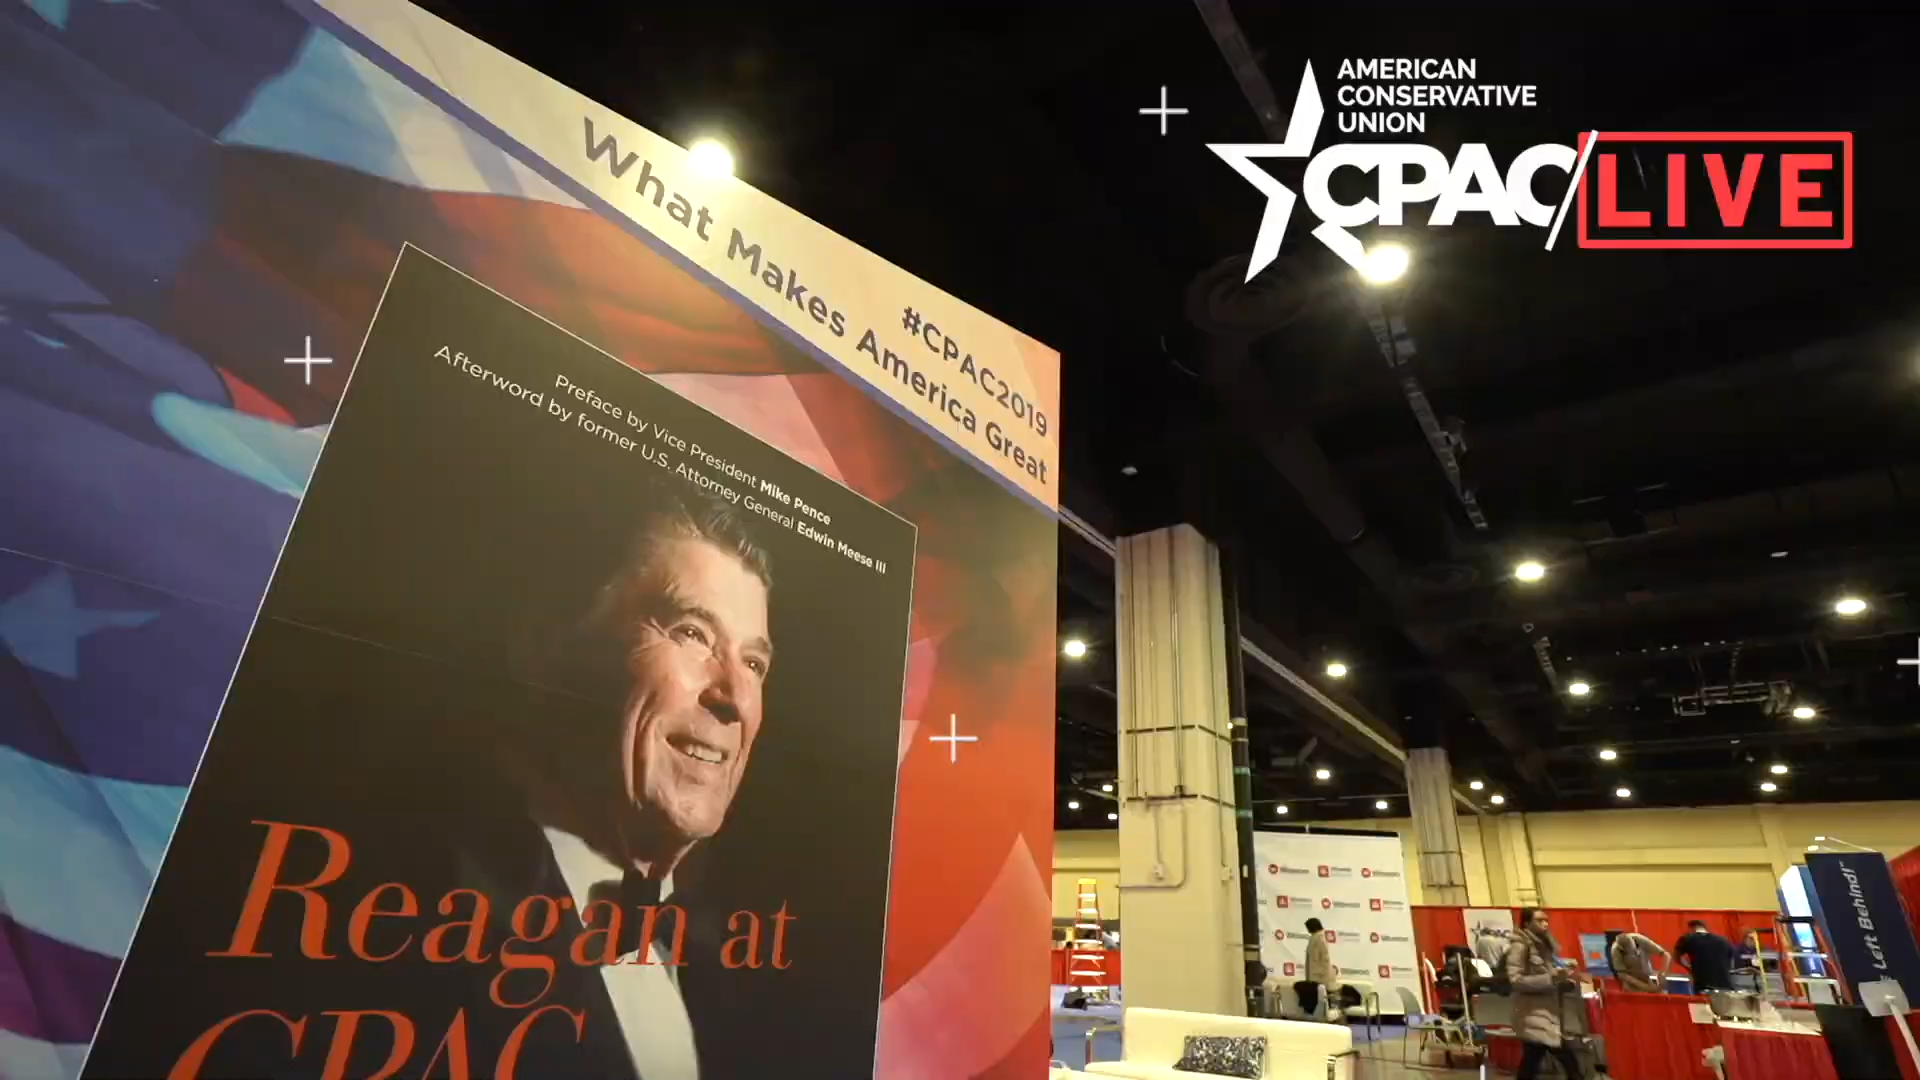 AMERICAN
CONSERVATIVE
UNION
CPAC/LIVE
#CPAC2019
What Makes America Great
Preface by Vice President Mike Pence
Afterword by former U.S. Attorney General Edwin Meese III
Reagan at
CPAC
Left Behind!"